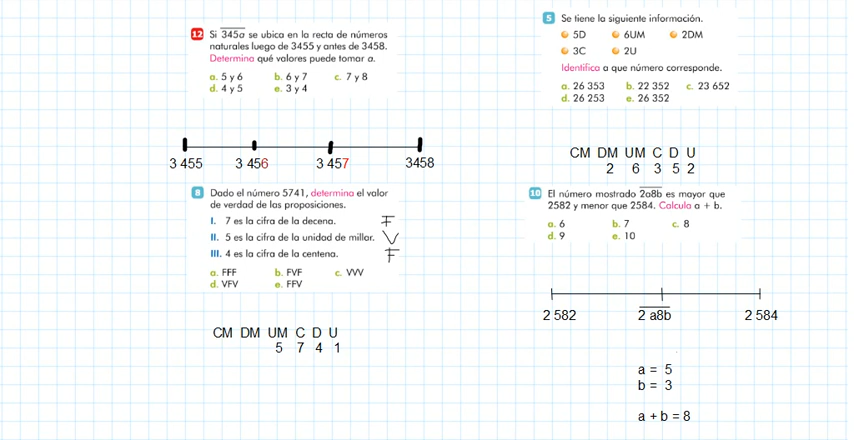 12 Si 345a se ubica en la recta de números
naturales luego de 3455 y antes de 3458.
Determina qué valores puede tomar a.
a. 5 y 6 b. 6 y 7 c. 7 y 8
d. 4 y 5 e. 3 y 4
3 455 3 456 3 457 3458
8 Dado el número 5741, determina el valor
de verdad de las proposiciones.
I. 7 es la cifra de la decena. F
II. 5 es la cifra de la unidad de millar. V
III. 4 es la cifra de la centena. F
a. FFF b. FVF c. VVV
d. VFV e. FFV
CM DM UM C D U
5 7 4 1
5 Se tiene la siguiente información.
5D 6UM 2DM
3C 2U
Identifica a que número corresponde.
a. 26 353 b. 22 352 c. 23 652
d. 26 253 e. 26 352
CM DM UM C D U
2 6 3 5 2
10 El número mostrado 2a8b es mayor que
2582 y menor que 2584. Calcula a + b.
a. 6 b. 7 c. 8
d. 9 e. 10
2 582 2 a8b 2 584
a = 5
b = 3
a + b = 8